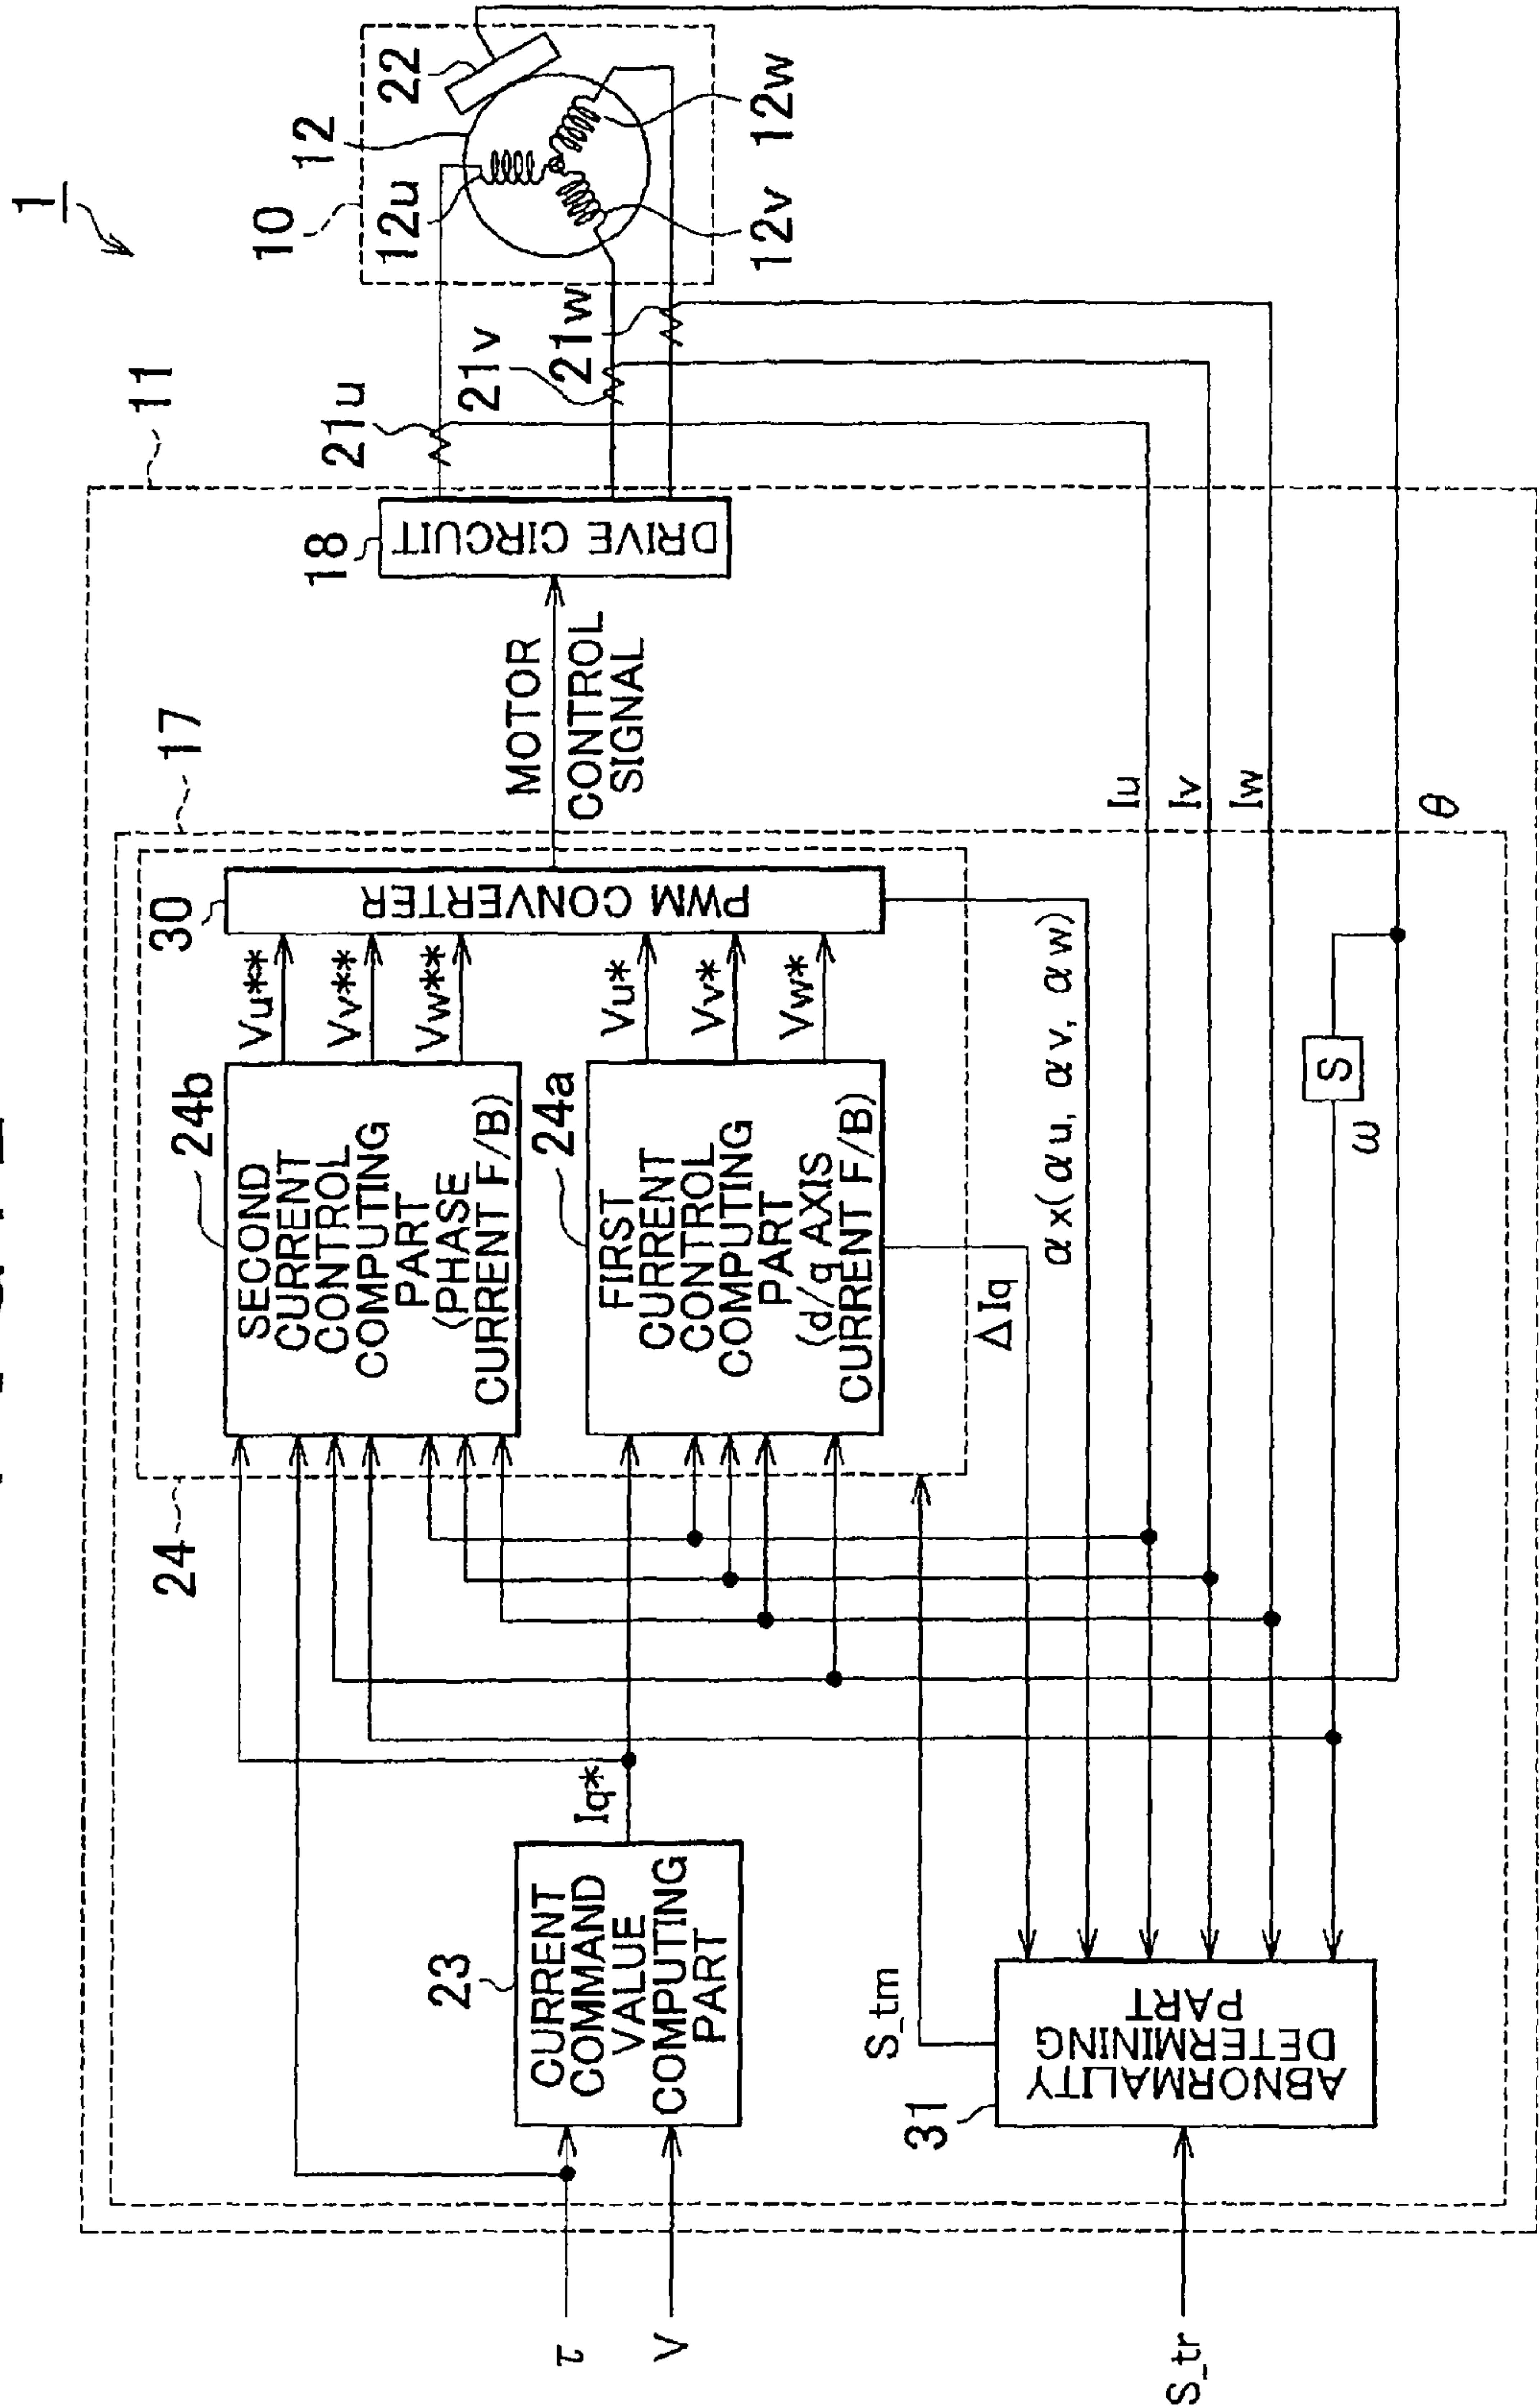 1
10
12
22
12u
12v
12w
11
21u
21v
21w
18
DRIVE CIRCUIT
MOTOR
CONTROL
SIGNAL
17
24
24b
SECOND
CURRENT
CONTROL
COMPUTING
PART
(PHASE
CURRENT F/B)
Vu**
Vv**
Vw**
30
PWM CONVERTER
24a
FIRST
CURRENT
CONTROL
COMPUTING
PART
(d/q AXIS
CURRENT F/B)
Vu*
Vv*
Vw*
23
CURRENT
COMMAND
VALUE
COMPUTING
PART
Iq*
τ
V
ΔIq
αx(αu, αv, αw)
Iu
Iv
Iw
θ
S
ω
S_tm
31
ABNORMALITY
DETERMINING
PART
S_tr